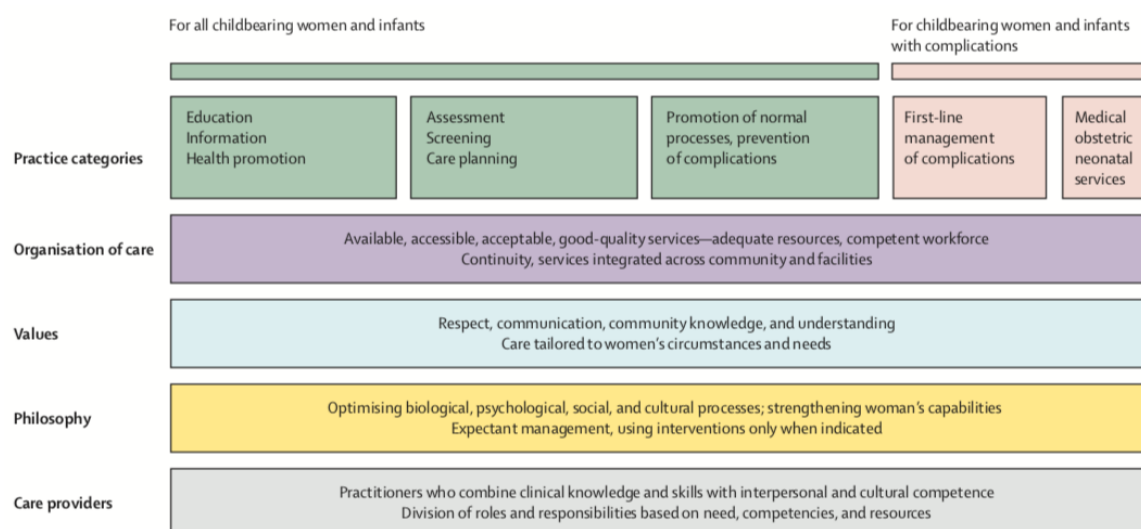 For all childbearing women and infants
For childbearing women and infants
with complications
Practice categories
Education
Information
Health promotion
Assessment
Screening
Care planning
Promotion of normal
processes, prevention
of complications
First-line
management
of complications
Medical
obstetric
neonatal
services
Organisation of care
Available, accessible, acceptable, good-quality services—adequate resources, competent workforce
Continuity, services integrated across community and facilities
Values
Respect, communication, community knowledge, and understanding
Care tailored to women's circumstances and needs
Philosophy
Optimising biological, psychological, social, and cultural processes; strengthening woman's capabilities
Expectant management, using interventions only when indicated
Care providers
Practitioners who combine clinical knowledge and skills with interpersonal and cultural competence
Division of roles and responsibilities based on need, competencies, and resources